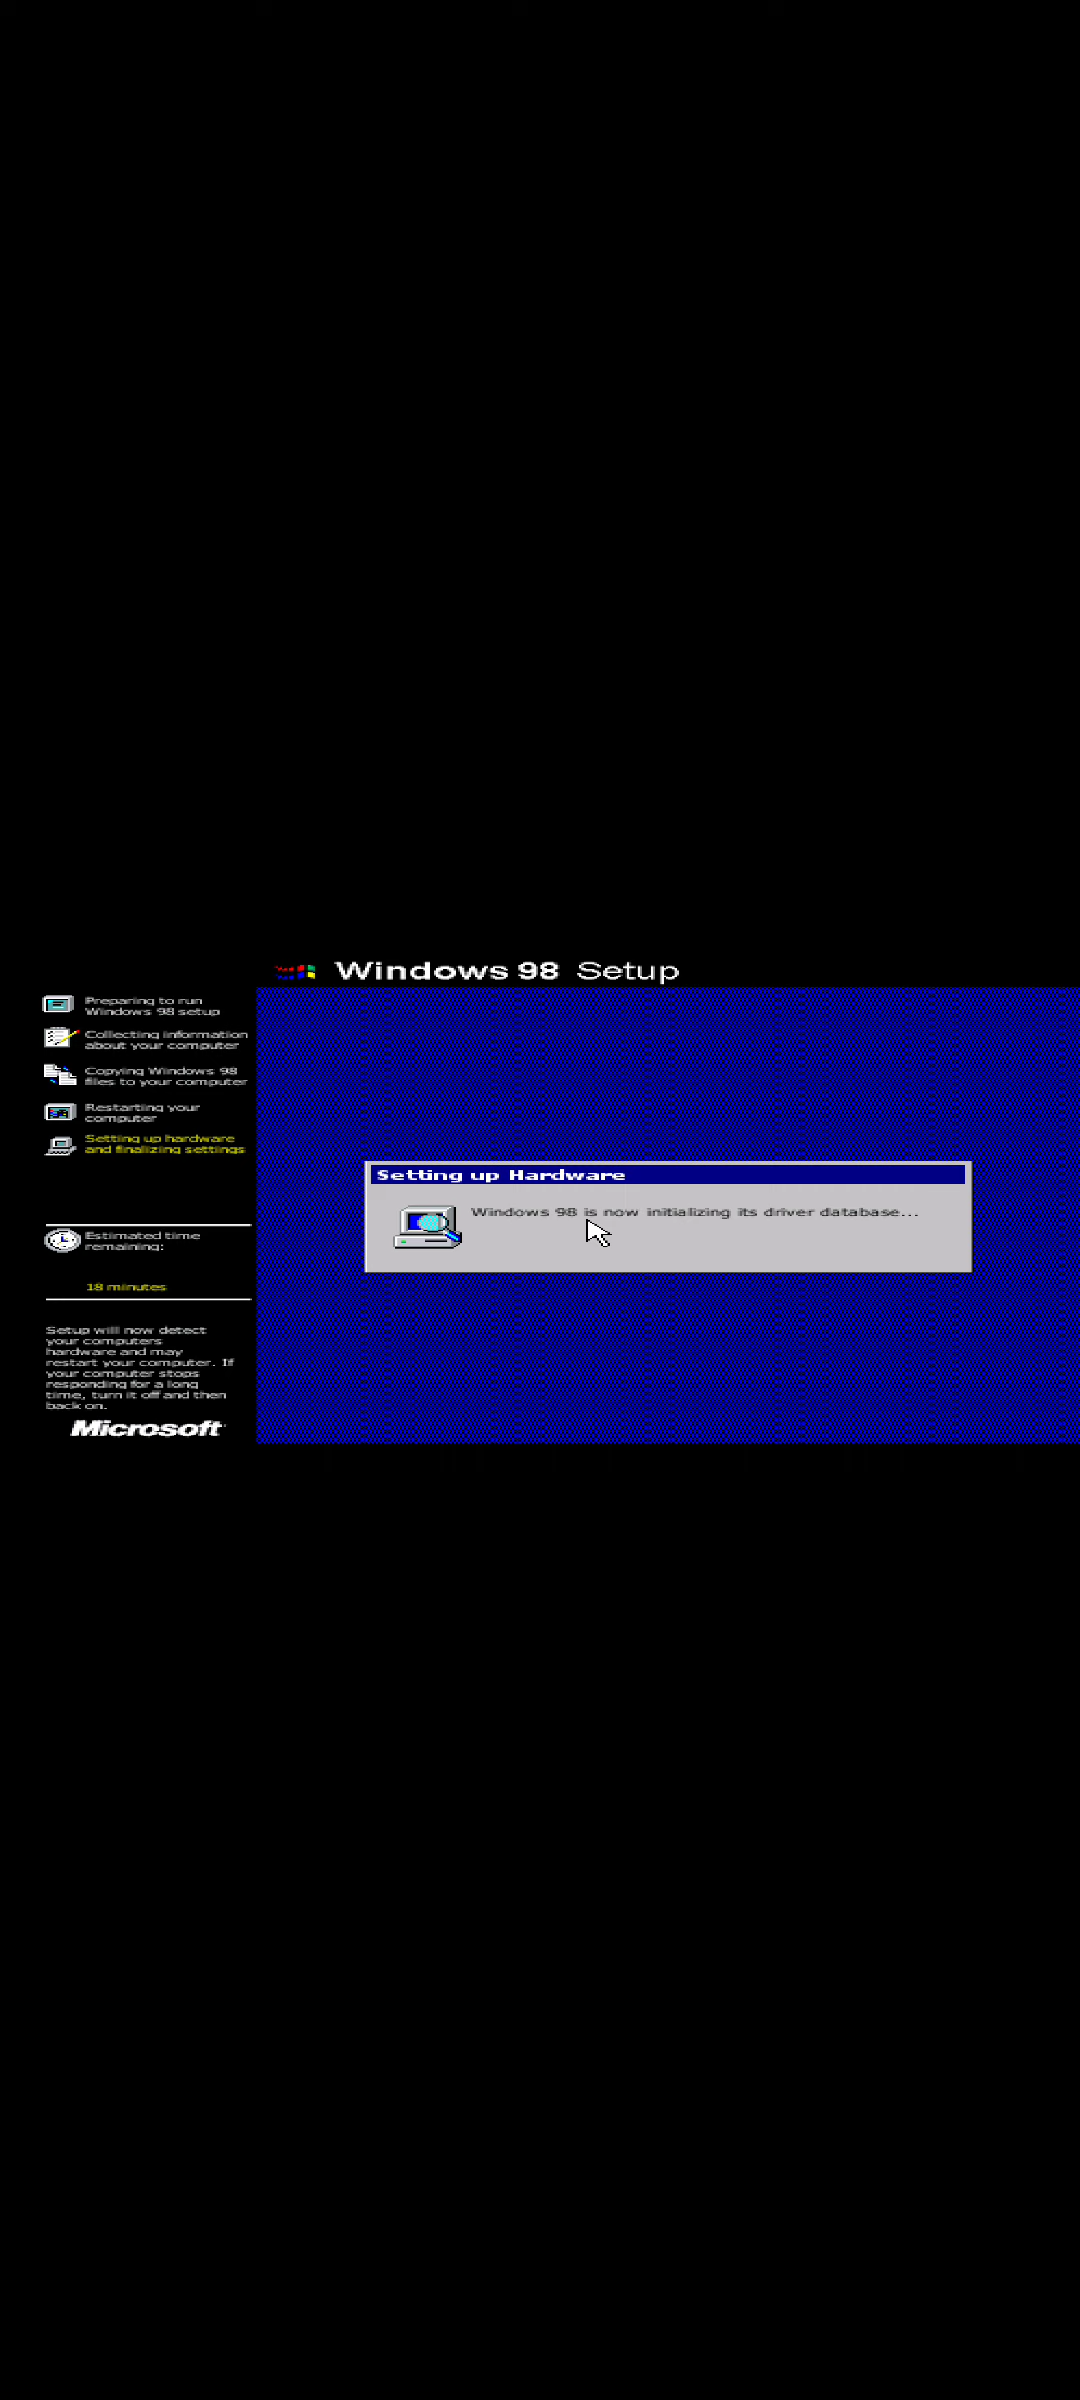 Windows 98 Setup
Preparing to run
Windows 98 setup
Collecting information
about your computer
Copying Windows 98
files to your computer
Restarting your
computer
Setting up hardware
and finalizing settings
Setting up Hardware
Windows 98 is now initializing its driver database...
Estimated time
remaining:
18 minutes
Setup will now detect
your computers
hardware and may
restart your computer. If
your computer stops
responding for a long
time, turn it off and then
back on.
Microsoft